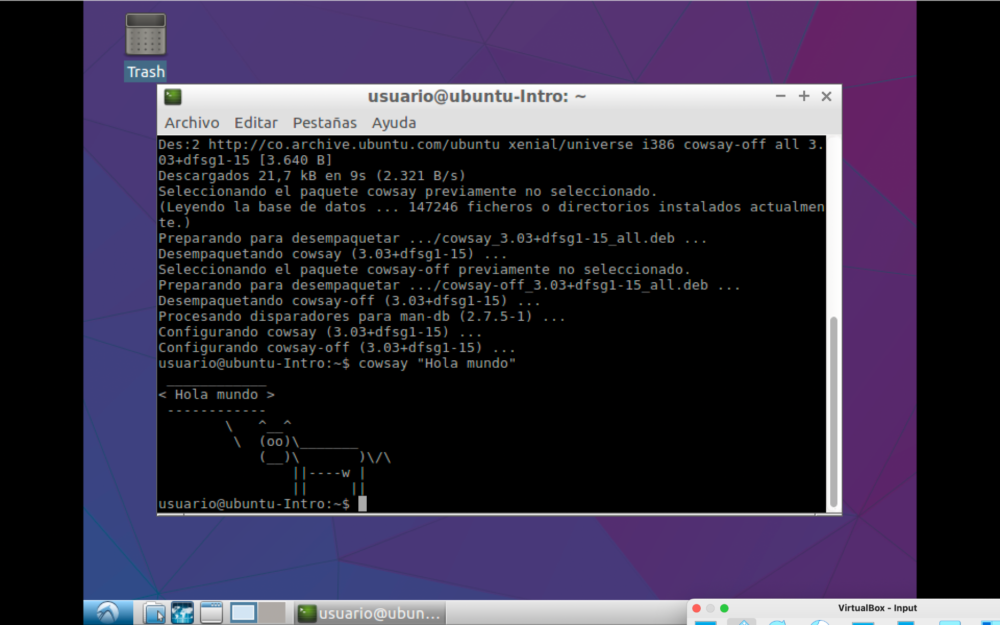 Trash
usuario@ubuntu-Intro: ~
Archivo Editar Pestañas Ayuda
Des:2 http://co.archive.ubuntu.com/ubuntu xenial/universe i386 cowsay-off all 3.
03+dfsg1-15 [3.640 B]
Descargados 21,7 kB en 9s (2.321 B/s)
Seleccionando el paquete cowsay previamente no seleccionado.
(Leyendo la base de datos ... 147246 ficheros o directorios instalados actualmen
te.)
Preparando para desempaquetar .../cowsay_3.03+dfsg1-15_all.deb ...
Desempaquetando cowsay (3.03+dfsg1-15) ...
Seleccionando el paquete cowsay-off previamente no seleccionado.
Preparando para desempaquetar .../cowsay-off_3.03+dfsg1-15_all.deb ...
Desempaquetando cowsay-off (3.03+dfsg1-15) ...
Procesando disparadores para man-db (2.7.5-1) ...
Configurando cowsay (3.03+dfsg1-15) ...
Configurando cowsay-off (3.03+dfsg1-15) ...
usuario@ubuntu-Intro:~$ cowsay "Hola mundo"
 ____________
< Hola mundo >
 ------------
        \   ^__^
         \  (oo)\_______
            (__)\       )\/\
                ||----w |
                ||     ||
usuario@ubuntu-Intro:~$
usuario@ubun...
VirtualBox - Input